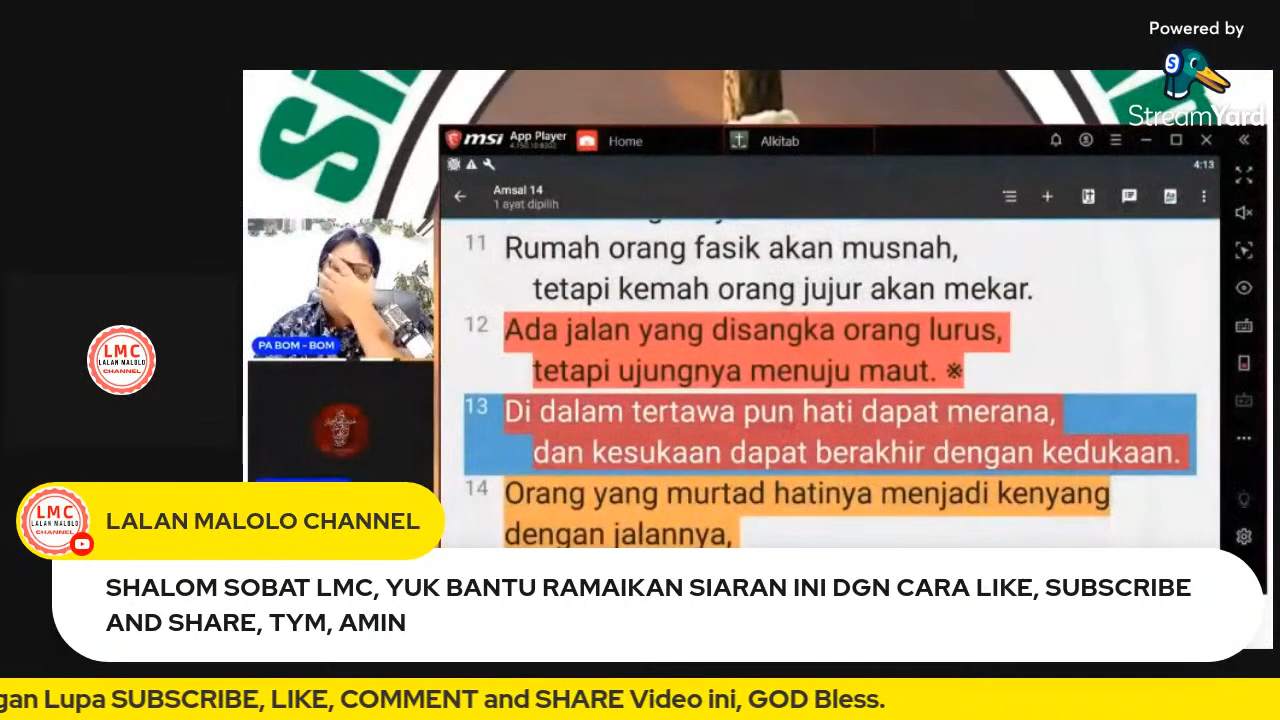 Powered by
StreamYard
msi App Player
Home
Alkitab
4:13
Amsal 14
1 ayat dipilih
11 Rumah orang fasik akan musnah,
tetapi kemah orang jujur akan mekar.
12 Ada jalan yang disangka orang lurus,
tetapi ujungnya menuju maut. ※
13 Di dalam tertawa pun hati dapat merana,
dan kesukaan dapat berakhir dengan kedukaan.
14 Orang yang murtad hatinya menjadi kenyang
dengan jalannya,
PA BOM - BOM
LMC
LALAN MALOLO
CHANNEL
LMC
LALAN MALOLO
CHANNEL
LALAN MALOLO CHANNEL
SHALOM SOBAT LMC, YUK BANTU RAMAIKAN SIARAN INI DGN CARA LIKE, SUBSCRIBE
AND SHARE, TYM, AMIN
gan Lupa SUBSCRIBE, LIKE, COMMENT and SHARE Video ini, GOD Bless.